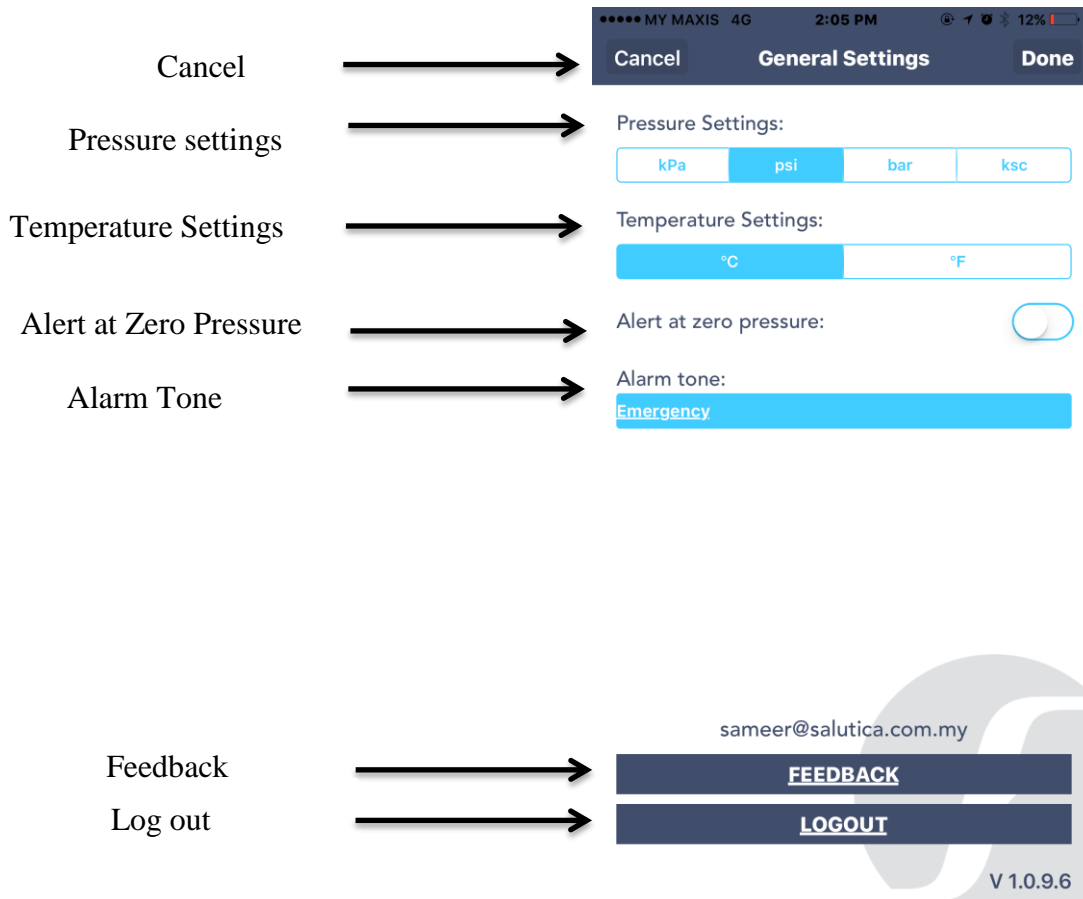 MY MAXIS 4G 2:05 PM 12%
Cancel Cancel General Settings Done
Pressure settings Pressure Settings:
kPa psi bar ksc
Temperature Settings Temperature Settings:
°C °F
Alert at Zero Pressure Alert at zero pressure:
Alarm Tone Alarm tone:
Emergency
sameer@salutica.com.my
Feedback FEEDBACK
Log out LOGOUT
V 1.0.9.6